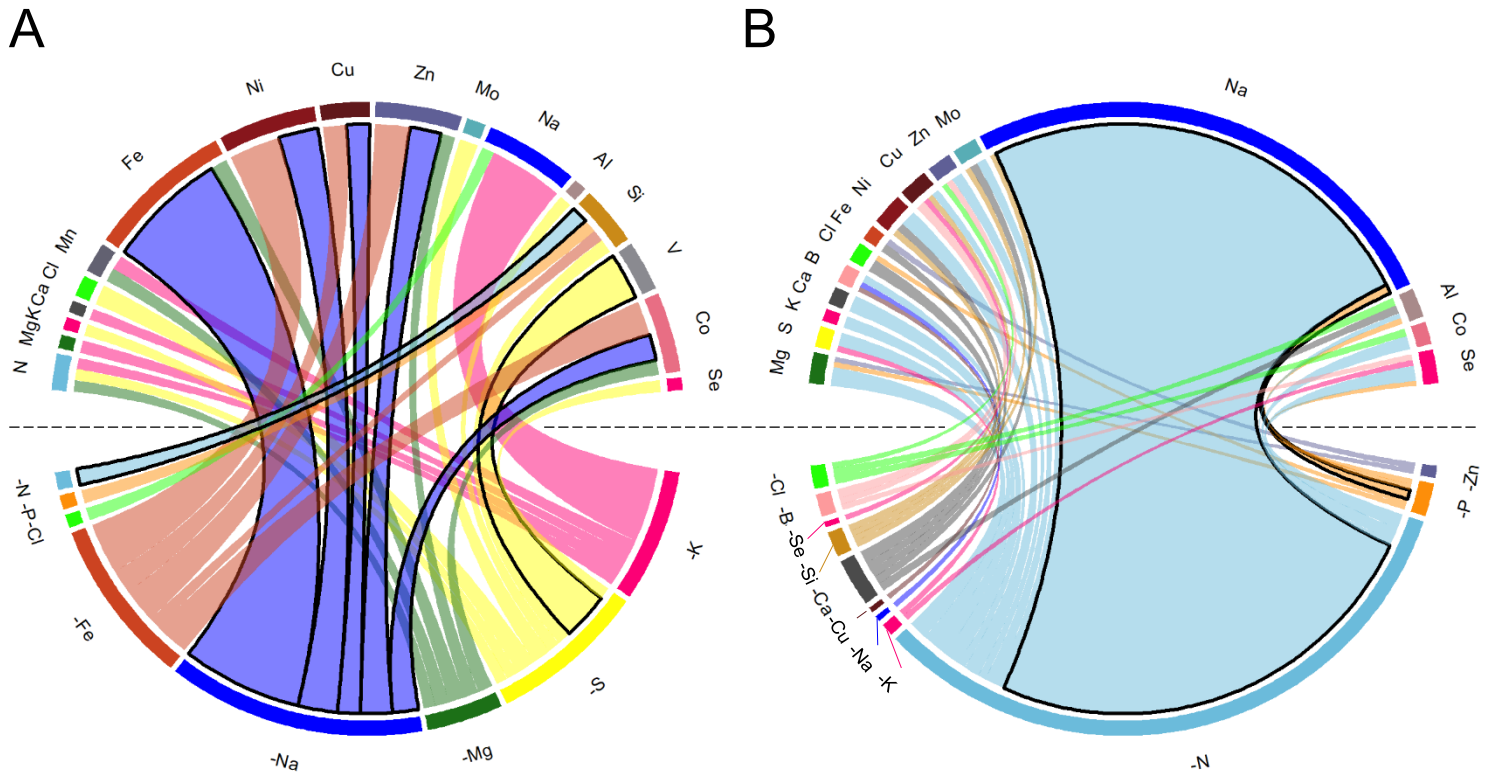 A
B
Ni
Cu
Zn
Mo
Na
Al
Si
V
Co
Se
Fe
Mn
Cl
Ca
K
Mg
N
-N
-P
-Cl
-Fe
-Na
-Mg
-S
-K
Na
Mo
Zn
Cu
Ni
Fe
Cl
B
Ca
K
S
Mg
Al
Co
Se
-Cl
-B
-Se
-Si
-Ca
-Cu
-Na
-K
-N
-P
-Zn